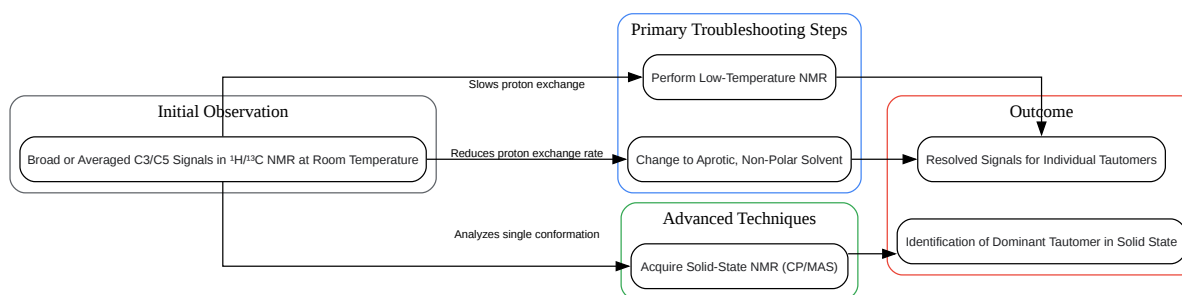 Primary Troubleshooting Steps
Slows proton exchange
Perform Low-Temperature NMR
Initial Observation
Outcome
Broad or Averaged C3/C5 Signals in ¹H/¹³C NMR at Room Temperature
Reduces proton exchange rate
Change to Aprotic, Non-Polar Solvent
Resolved Signals for Individual Tautomers
Advanced Techniques
Analyzes single conformation
Acquire Solid-State NMR (CP/MAS)
Identification of Dominant Tautomer in Solid State